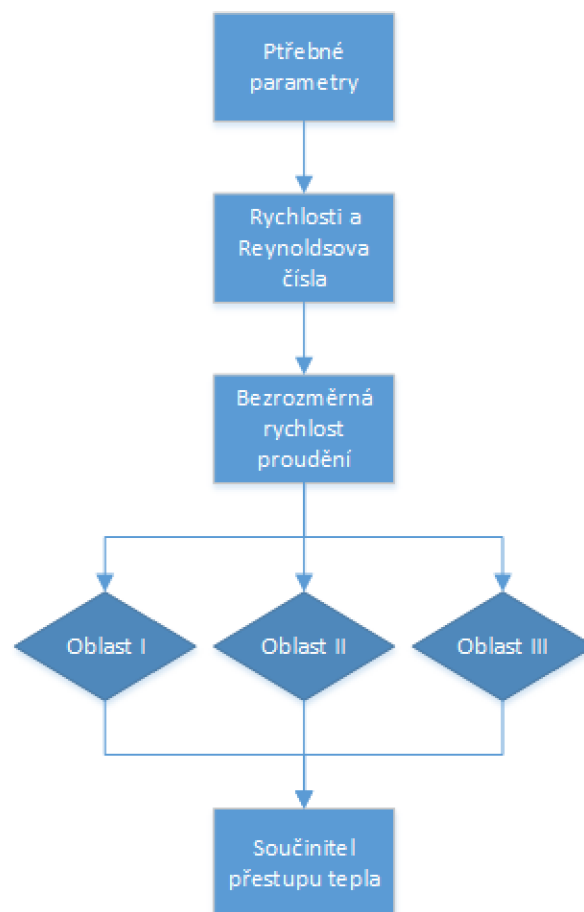 Ptřebné
parametry
Rychlosti a
Reynoldsova
čísla
Bezrozměrná
rychlost
proudění
Oblast I
Oblast II
Oblast III
Součinitel
přestupu tepla